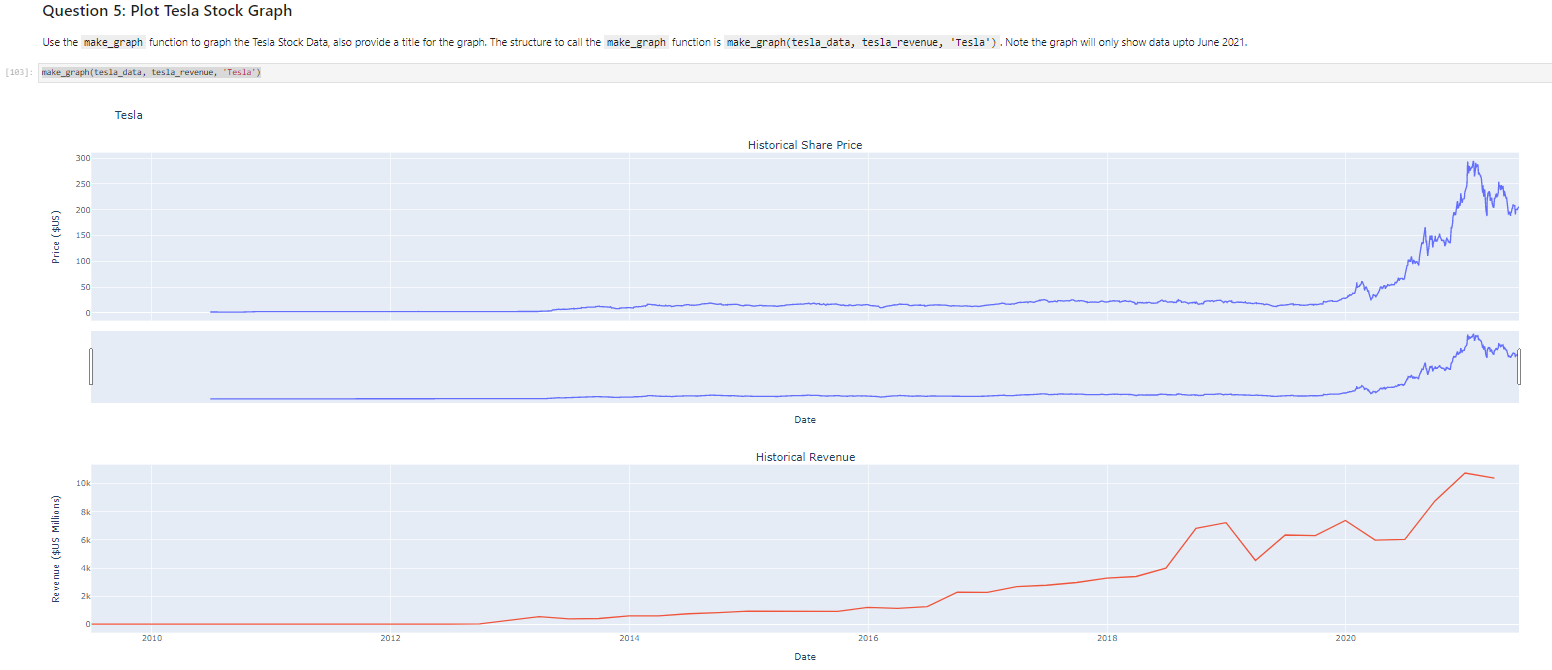 Question 5: Plot Tesla Stock Graph
Use the make_graph function to graph the Tesla Stock Data, also provide a title for the graph. The structure to call the make_graph function is make_graph(tesla_data, tesla_revenue, 'Tesla'). Note the graph will only show data upto June 2021.
[103]: make_graph(tesla_data, tesla_revenue, 'Tesla')
Tesla
Historical Share Price
Price ($US)
300
250
200
150
100
50
0
Date
Historical Revenue
Revenue ($US Millions)
10k
8k
6k
4k
2k
0
2010 2012 2014 2016 2018 2020
Date